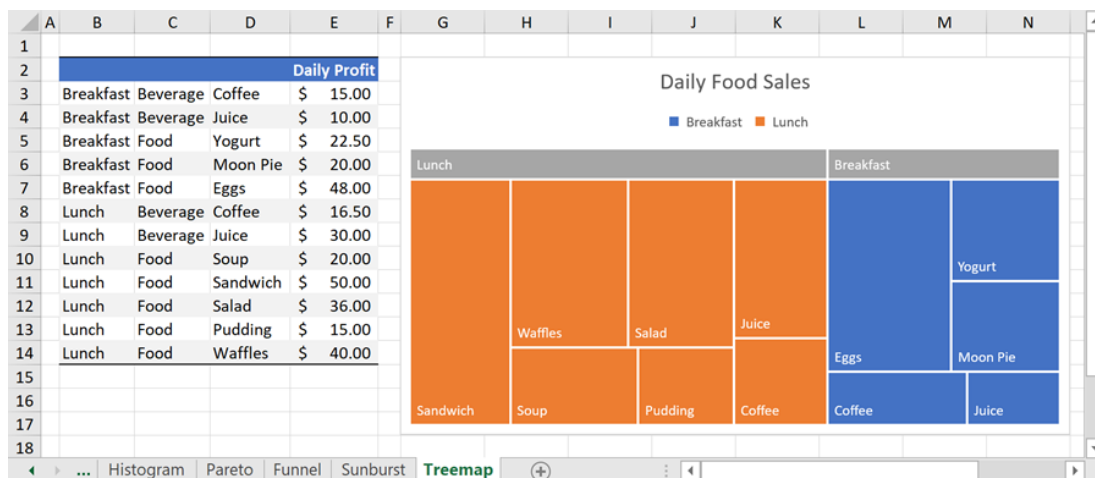 A B C D E F G H I J K L M N
1
2 Daily Profit
3 Breakfast Beverage Coffee $ 15.00
4 Breakfast Beverage Juice $ 10.00
5 Breakfast Food Yogurt $ 22.50
6 Breakfast Food Moon Pie $ 20.00
7 Breakfast Food Eggs $ 48.00
8 Lunch Beverage Coffee $ 16.50
9 Lunch Beverage Juice $ 30.00
10 Lunch Food Soup $ 20.00
11 Lunch Food Sandwich $ 50.00
12 Lunch Food Salad $ 36.00
13 Lunch Food Pudding $ 15.00
14 Lunch Food Waffles $ 40.00
15
16
17
18
Daily Food Sales
Breakfast Lunch
Lunch Breakfast
Yogurt
Waffles Salad Juice
Eggs Moon Pie
Sandwich Soup Pudding Coffee Coffee Juice
... Histogram Pareto Funnel Sunburst Treemap